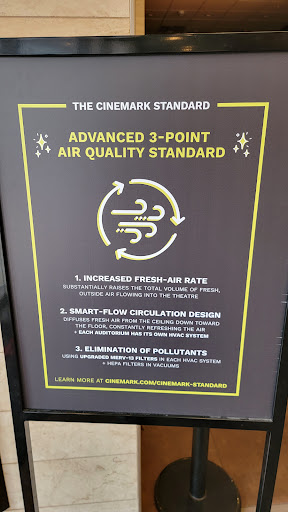 THE CINEMARK STANDARD
ADVANCED 3-POINT
AIR QUALITY STANDARD
1. INCREASED FRESH-AIR RATE
SUBSTANTIALLY RAISES THE TOTAL VOLUME OF FRESH,
OUTSIDE AIR FLOWING INTO THE THEATRE
2. SMART-FLOW CIRCULATION DESIGN
DIFFUSES FRESH AIR FROM THE CEILING DOWN TOWARD
THE FLOOR, CONSTANTLY REFRESHING THE AIR
+ EACH AUDITORIUM HAS ITS OWN HVAC SYSTEM
3. ELIMINATION OF POLLUTANTS
USING UPGRADED MERV-13 FILTERS IN EACH HVAC SYSTEM
+ HEPA FILTERS IN VACUUMS
LEARN MORE AT CINEMARK.COM/CINEMARK-STANDARD